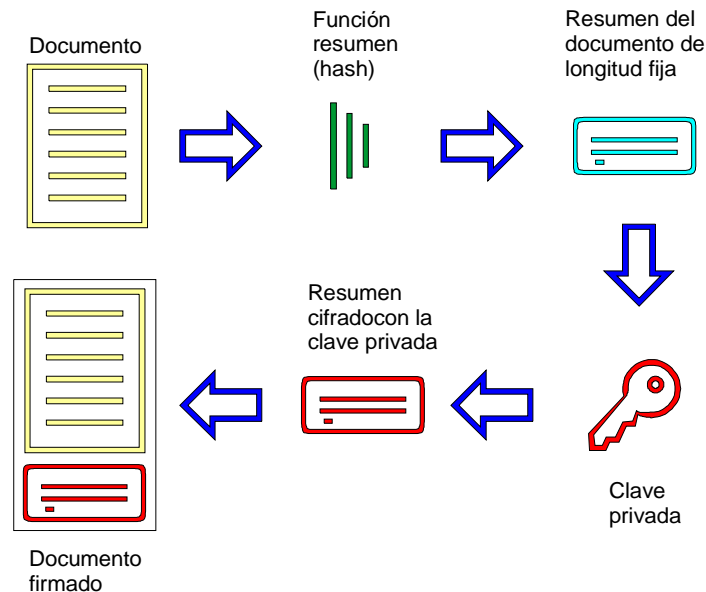 Documento
Función
resumen
(hash)
Resumen del
documento de
longitud fija
Resumen
cifradocon la
clave privada
Clave
privada
Documento
firmado